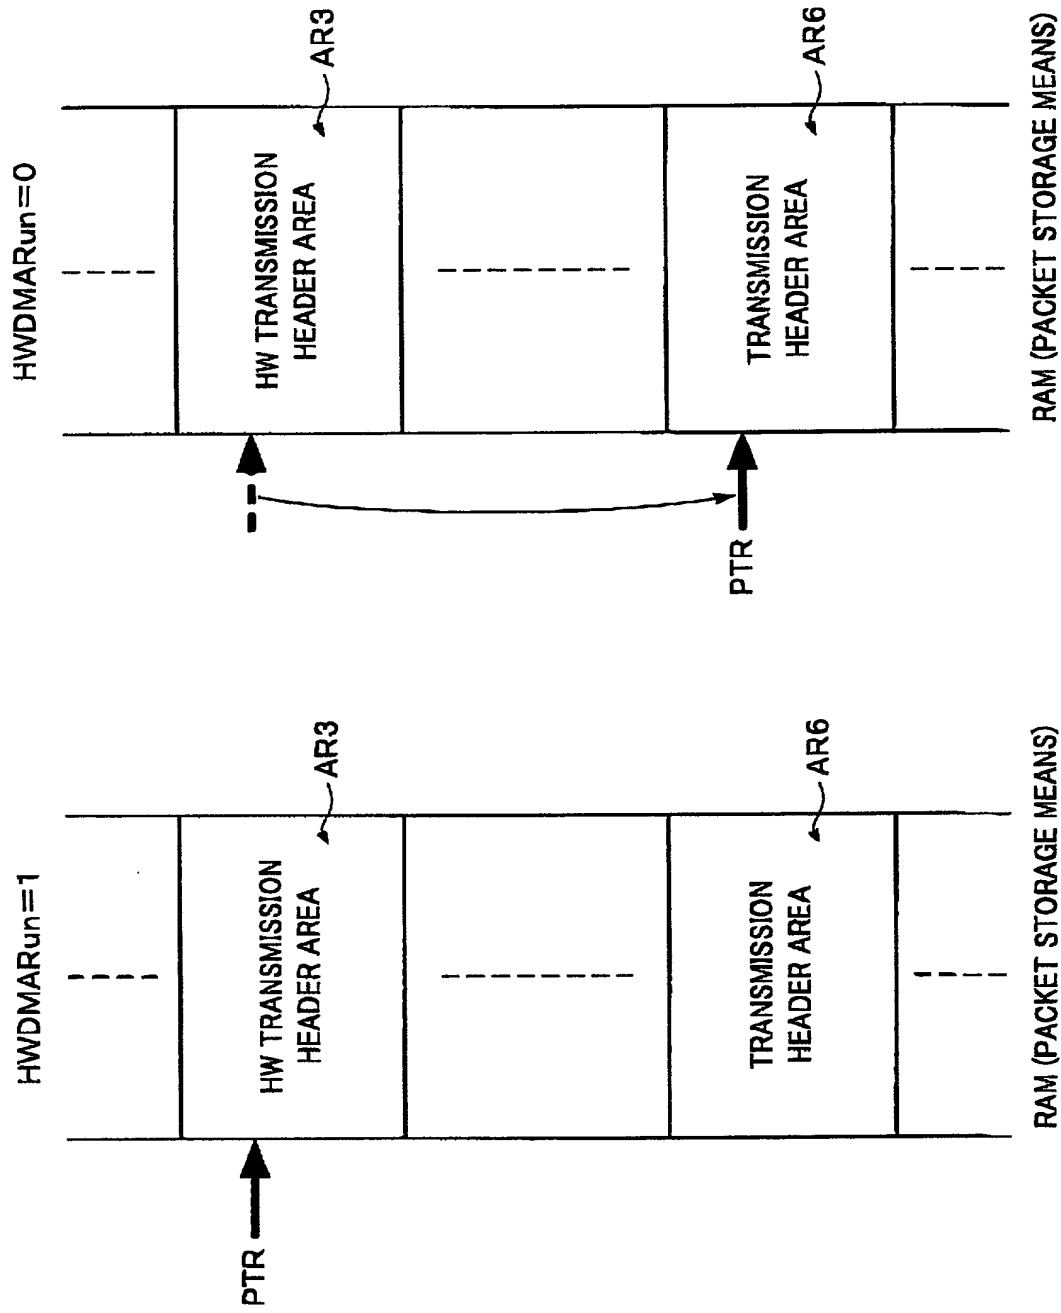 HWDMARun=1
HW TRANSMISSION
HEADER AREA
AR3
PTR
TRANSMISSION
HEADER AREA
AR6
RAM (PACKET STORAGE MEANS)
HWDMARun=0
HW TRANSMISSION
HEADER AREA
AR3
PTR
TRANSMISSION
HEADER AREA
AR6
RAM (PACKET STORAGE MEANS)